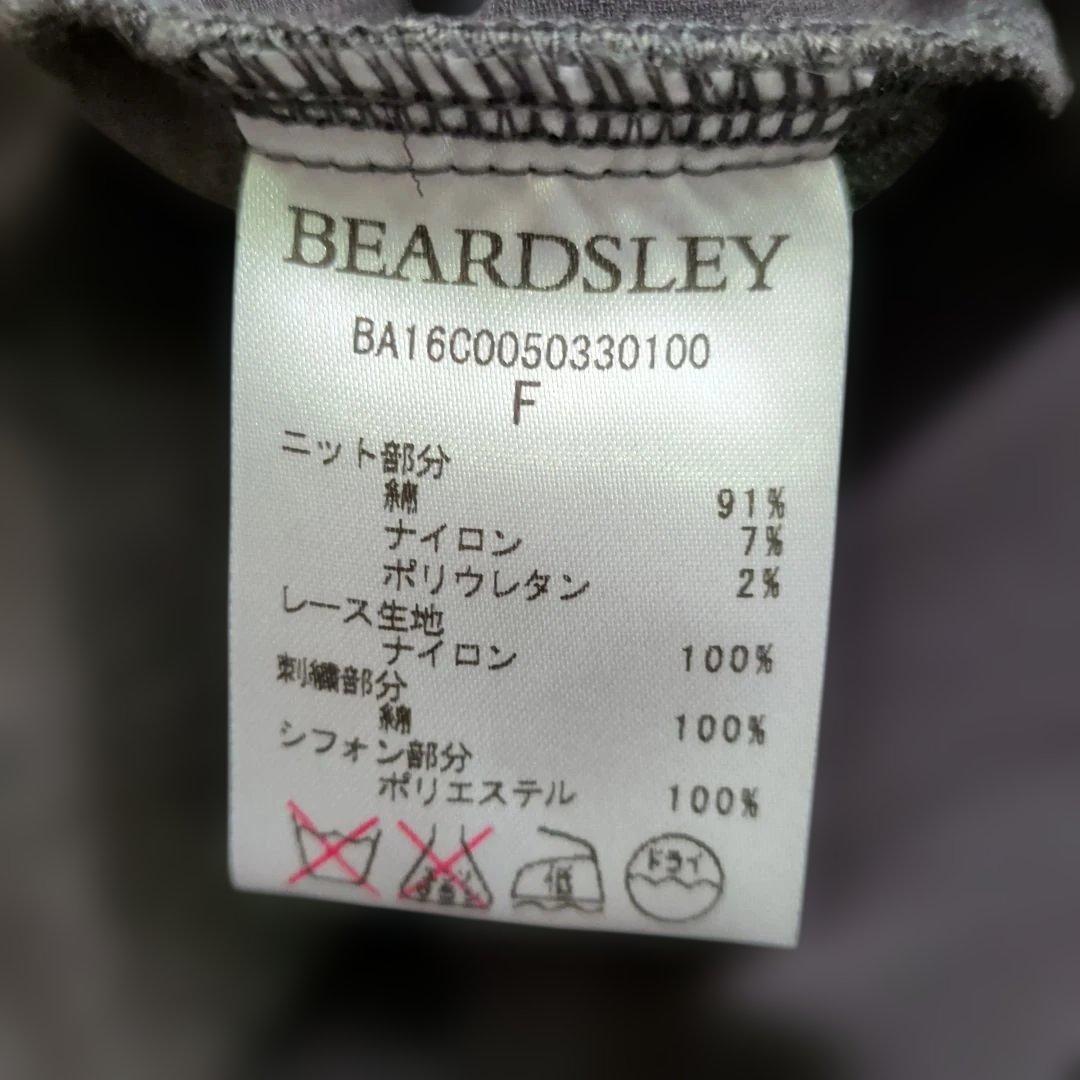 BEARDSLEY
BA16C0050330100
F
ニット部分
綿 91%
ナイロン 7%
ポリウレタン 2%
レース生地
ナイロン 100%
刺繍部分
綿 100%
シフォン部分
ポリエステル 100%
低 ドライ